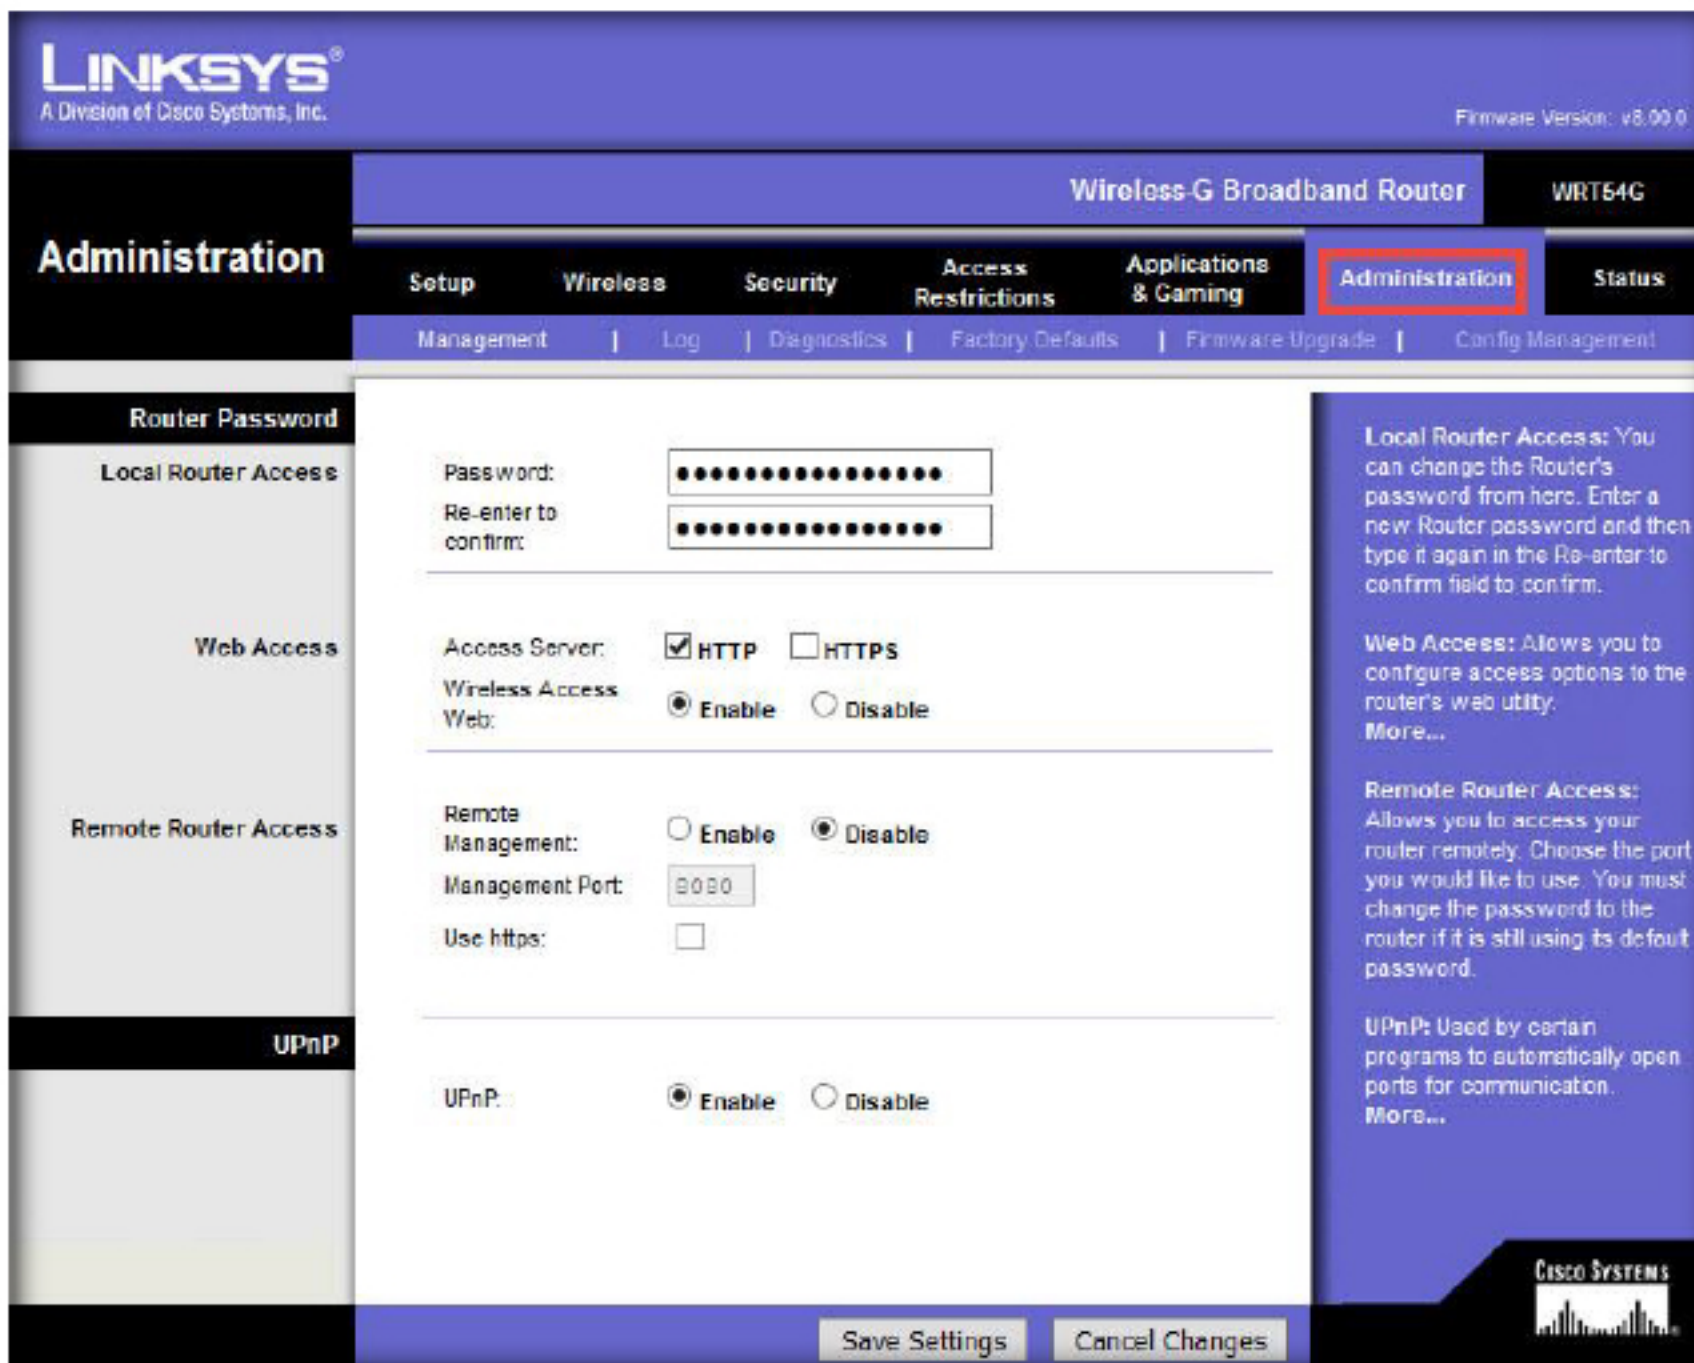 LINKSYS®
A Division of Cisco Systems, Inc.
Firmware Version: v8.00.0
Wireless-G Broadband Router
WRT54G
Administration
Setup
Wireless
Security
Access
Restrictions
Applications
& Gaming
Administration
Status
Management | Log | Diagnostics | Factory Defaults | Firmware Upgrade | Config Management
Router Password
Local Router Access
Password:
Re-enter to
confirm:
Web Access
Access Server: HTTP HTTPS
Wireless Access
Web:
Enable Disable
Remote Router Access
Remote
Management:
Enable Disable
Management Port: 8080
Use https:
UPnP
UPnP: Enable Disable
Local Router Access: You
can change the Router's
password from here. Enter a
new Router password and then
type it again in the Re-enter to
confirm field to confirm.
Web Access: Allows you to
configure access options to the
router's web utility.
More...
Remote Router Access:
Allows you to access your
router remotely. Choose the port
you would like to use. You must
change the password to the
router if it is still using its default
password.
UPnP: Used by certain
programs to automatically open
ports for communication.
More...
Save Settings
Cancel Changes
CISCO SYSTEMS